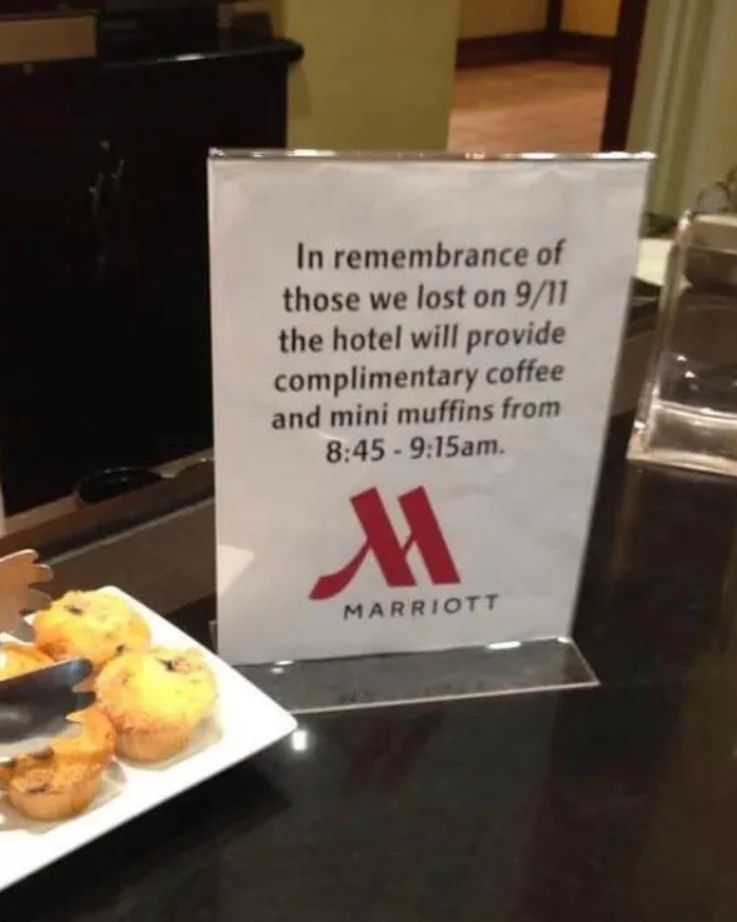 In remembrance of
those we lost on 9/11
the hotel will provide
complimentary coffee
and mini muffins from
8:45 - 9:15am.
MARRIOTT